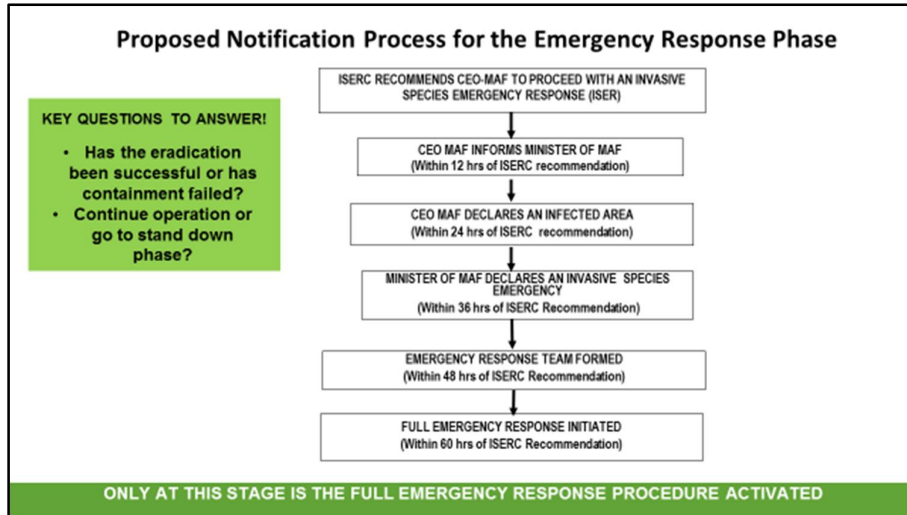 Proposed Notification Process for the Emergency Response Phase
ISERC RECOMMENDS CEO-MAF TO PROCEED WITH AN INVASIVE
SPECIES EMERGENCY RESPONSE (ISER)
KEY QUESTIONS TO ANSWER!
• Has the eradication
been successful or has
containment failed?
• Continue operation or
go to stand down
phase?
CEO MAF INFORMS MINISTER OF MAF
(Within 12 hrs of ISERC recommendation)
CEO MAF DECLARES AN INFECTED AREA
(Within 24 hrs of ISERC recommendation)
MINISTER OF MAF DECLARES AN INVASIVE SPECIES
EMERGENCY
(Within 36 hrs of ISERC Recommendation)
EMERGENCY RESPONSE TEAM FORMED
(Within 48 hrs of ISERC Recommendation)
FULL EMERGENCY RESPONSE INITIATED
(Within 60 hrs of ISERC Recommendation)
ONLY AT THIS STAGE IS THE FULL EMERGENCY RESPONSE PROCEDURE ACTIVATED